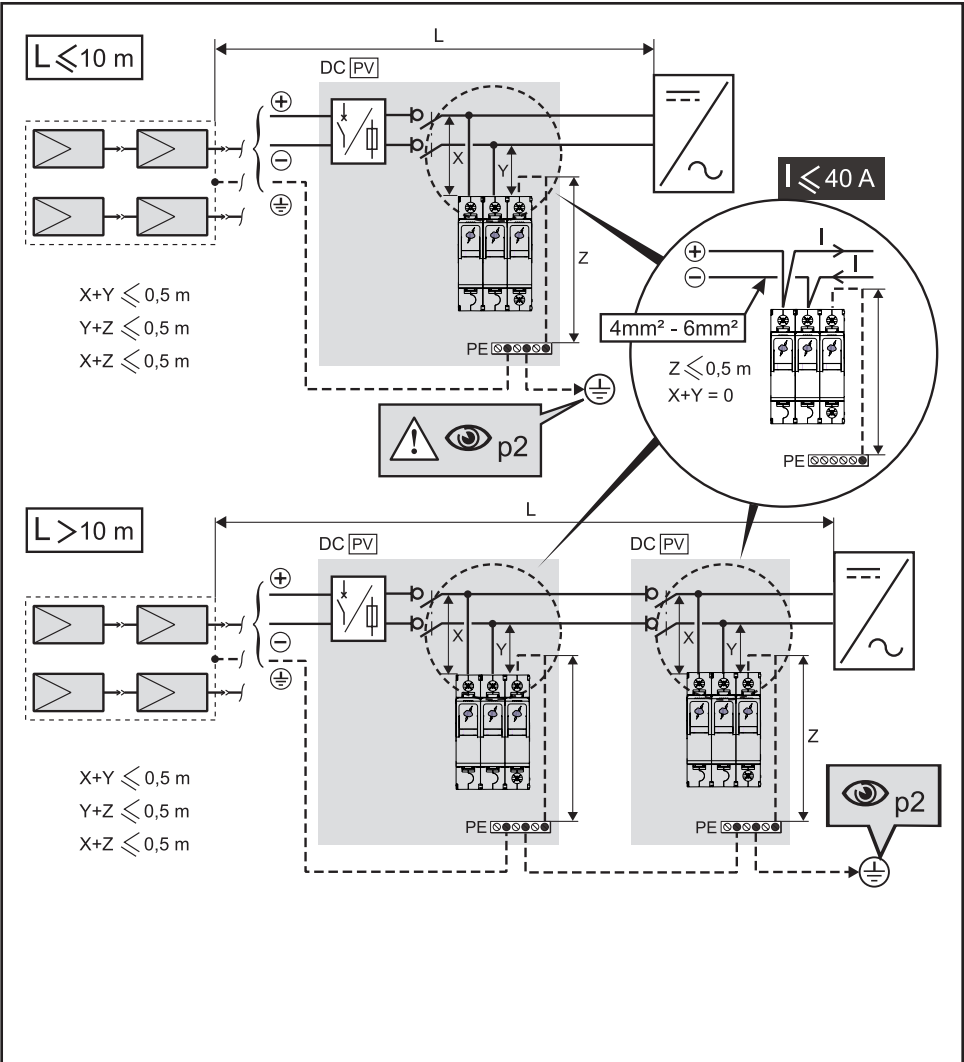 L ≤ 10 m
L
DC PV
+
−
X
Y
Z
X+Y ≤ 0,5 m
Y+Z ≤ 0,5 m
X+Z ≤ 0,5 m
PE
p2
I ≤ 40 A
+
I
−
I
4mm² - 6mm²
Z ≤ 0,5 m
X+Y = 0
PE
L > 10 m
L
DC PV
DC PV
+
−
X
Y
X
Y
Z
X+Y ≤ 0,5 m
Y+Z ≤ 0,5 m
X+Z ≤ 0,5 m
PE
PE
p2